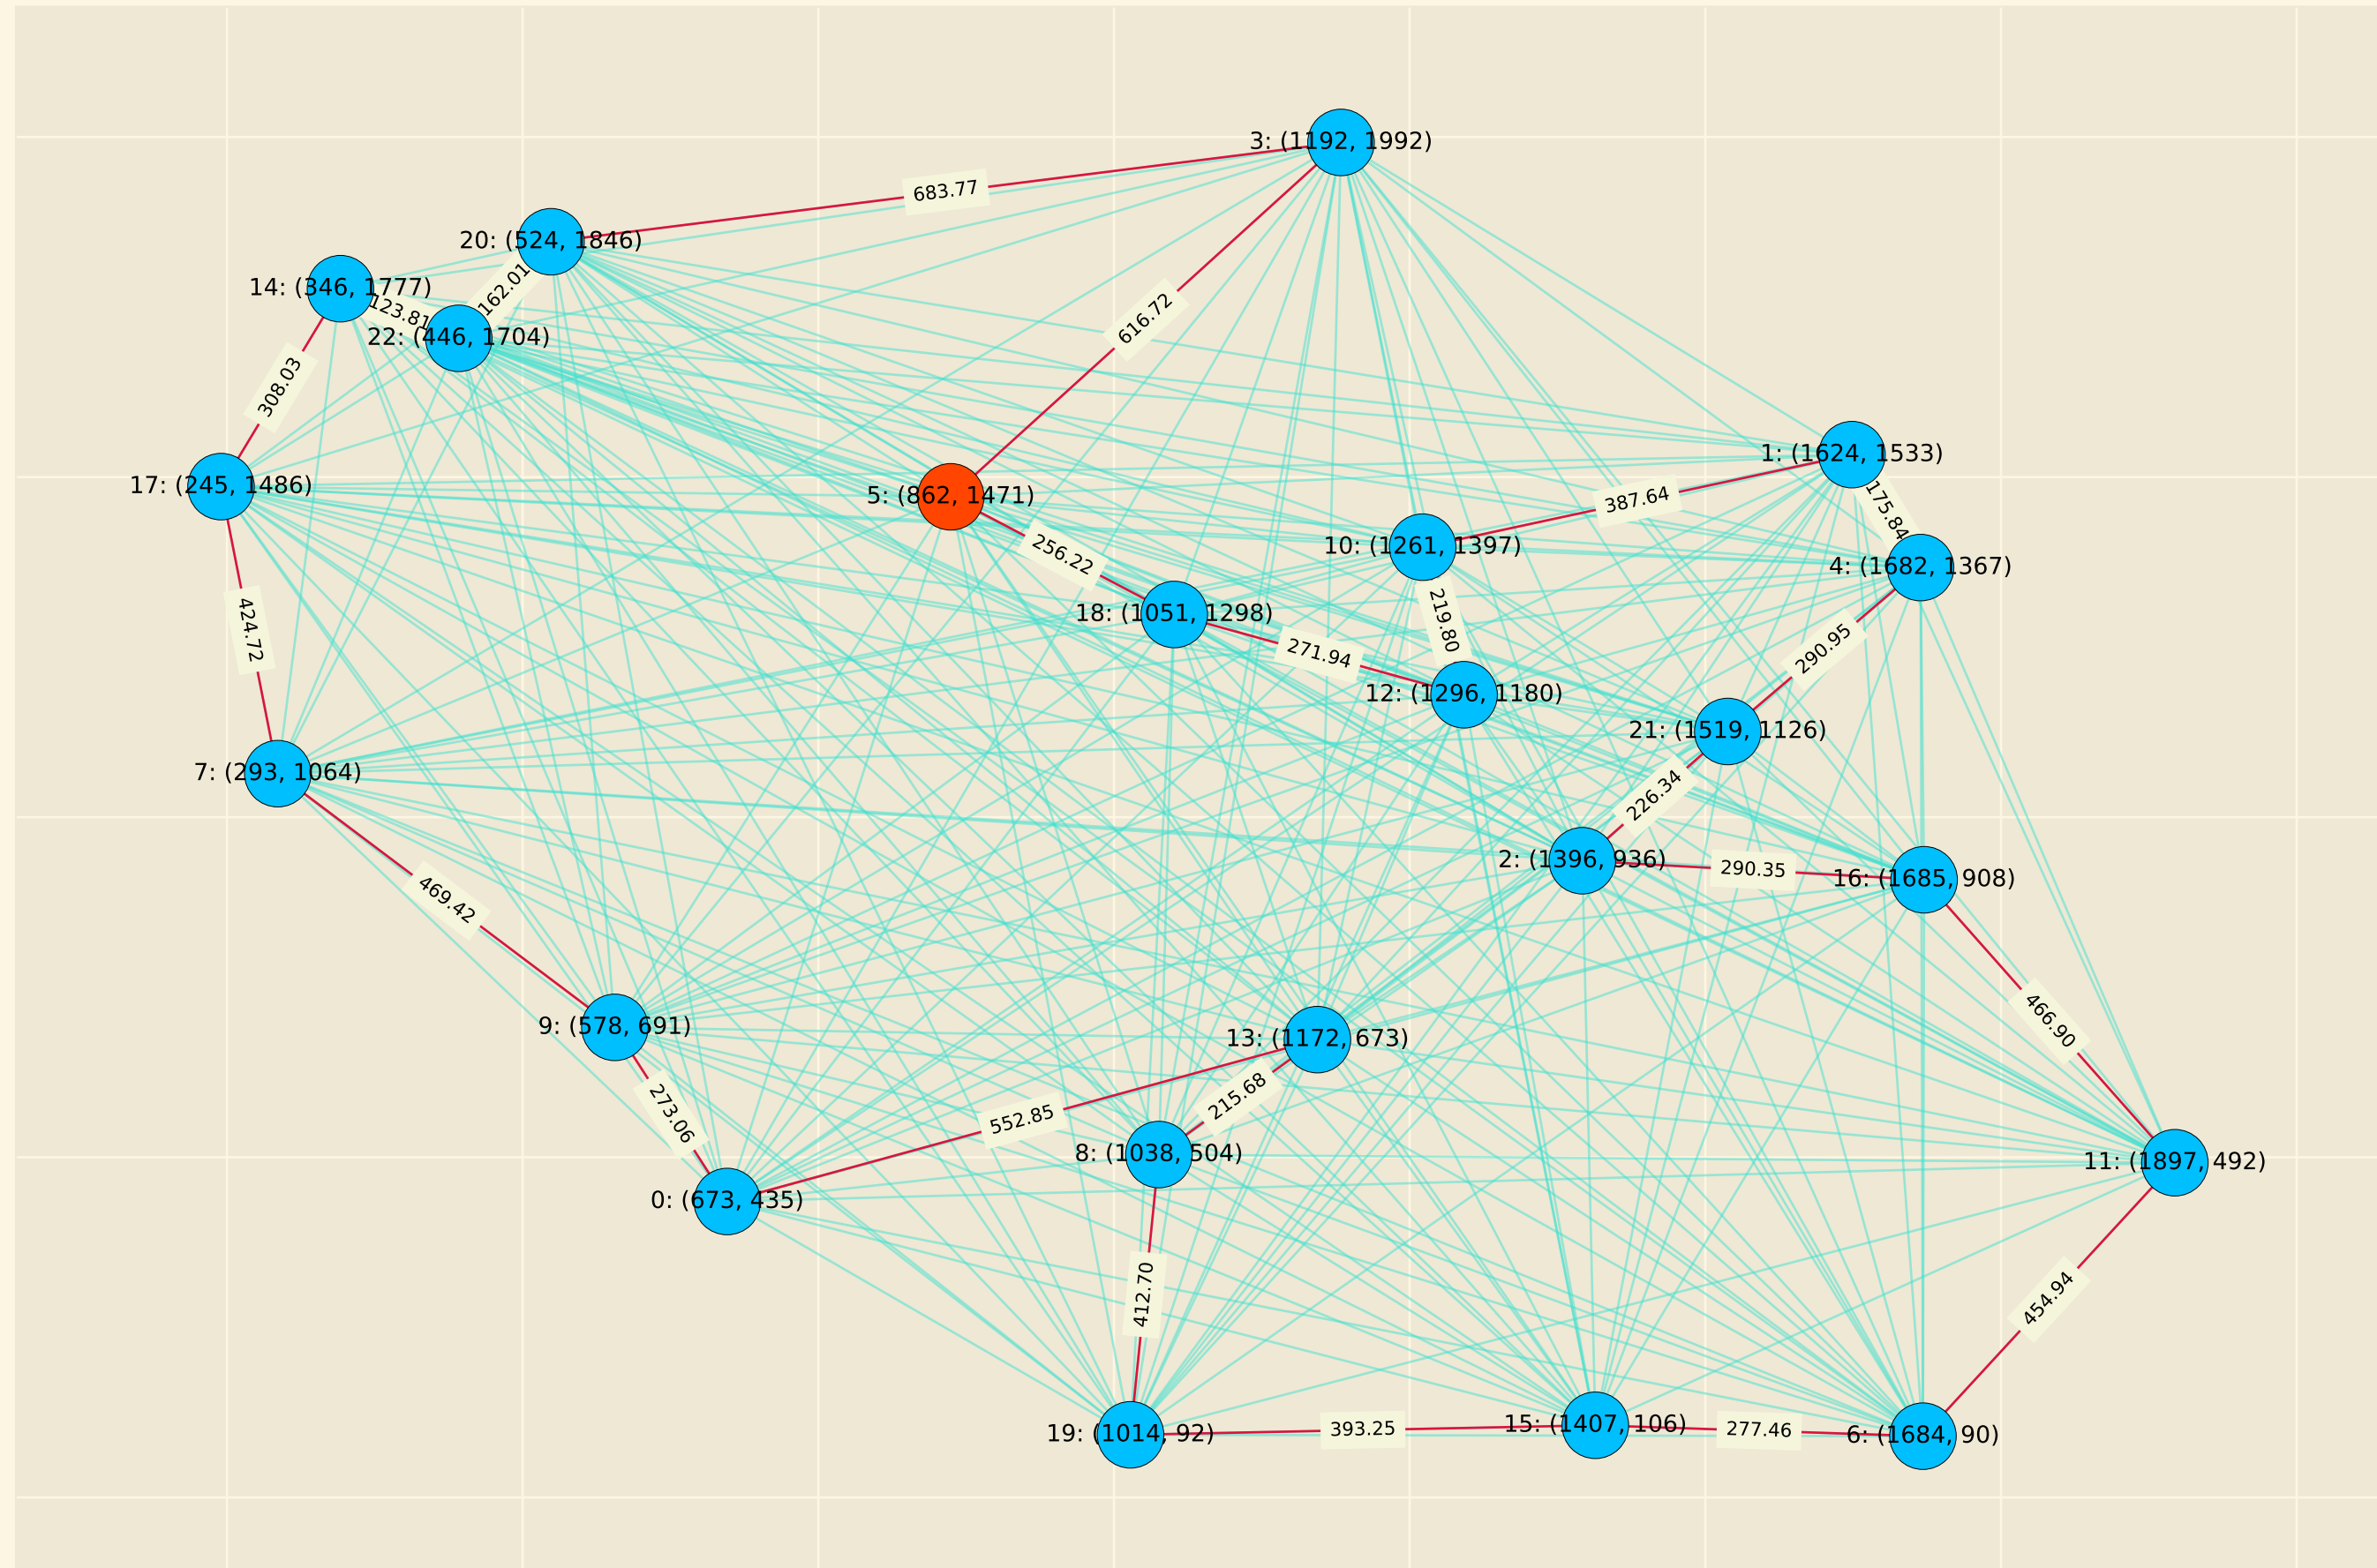 3: (1192, 1992)
683.77
20: (524, 1846)
14: (346, 1777)
162.01
123.81
22: (446, 1704)
616.72
308.03
1: (1624, 1533)
17: (245, 1486)
5: (862, 1471)
387.64
175.84
10: (1261, 1397)
256.22
4: (1682, 1367)
18: (1051, 1298)
219.80
424.72
271.94
290.95
12: (1296, 1180)
21: (1519, 1126)
7: (293, 1064)
226.34
2: (1396, 936)
290.35
16: (1685, 908)
469.42
466.90
9: (578, 691)
13: (1172, 673)
273.06
552.85
215.68
8: (1038, 504)
11: (1897, 492)
0: (673, 435)
412.70
454.94
19: (1014, 92)
393.25
15: (1407, 106)
277.46
6: (1684, 90)